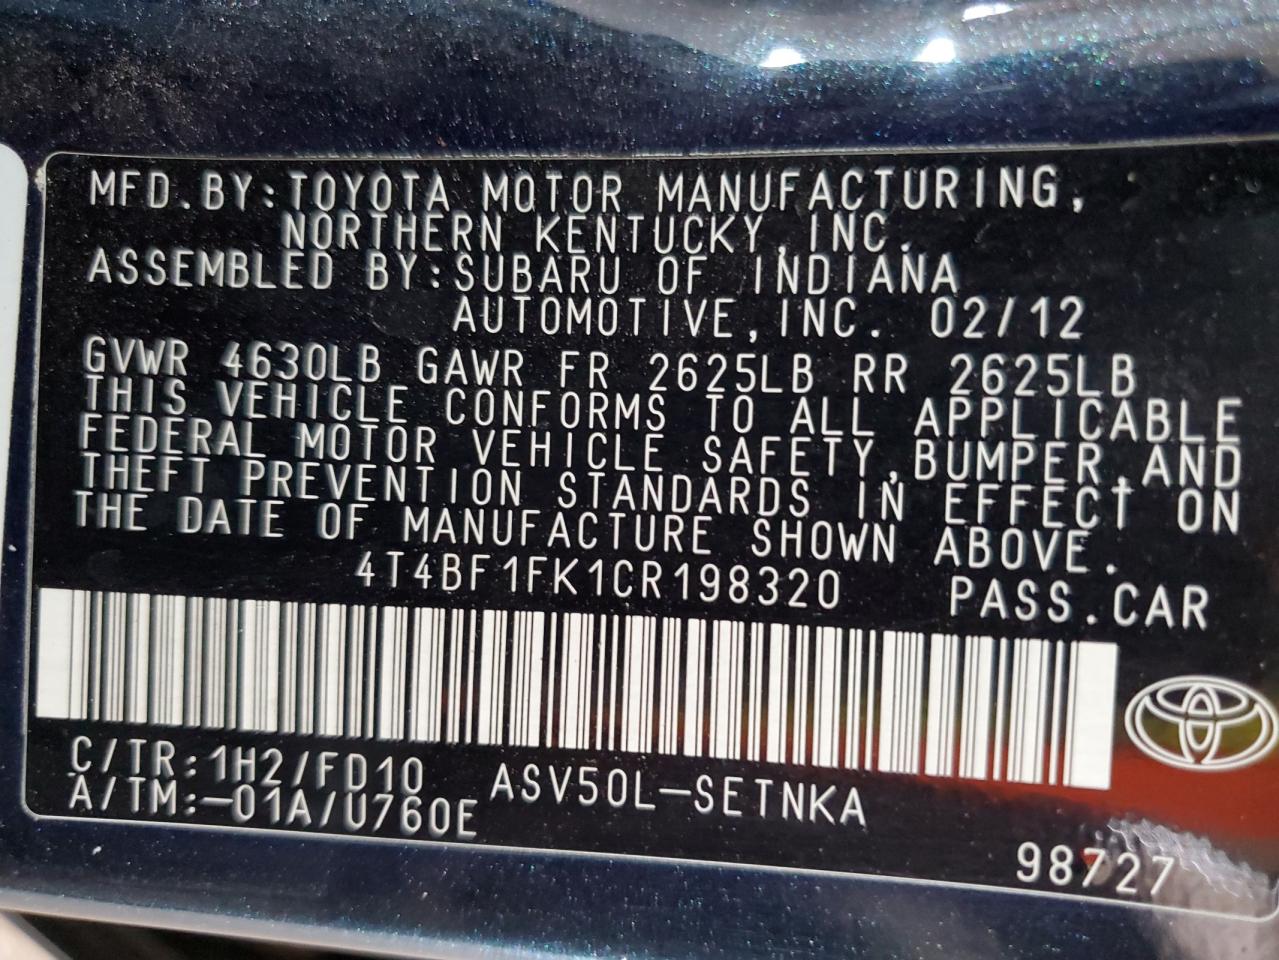 MFD.BY:TOYOTA MOTOR MANUFACTURING,
NORTHERN KENTUCKY,INC.
ASSEMBLED BY:SUBARU OF INDIANA
AUTOMOTIVE,INC. 02/12
GVWR 4630LB GAWR FR 2625LB RR 2625LB
THIS VEHICLE CONFORMS TO ALL APPLICABLE
FEDERAL MOTOR VEHICLE SAFETY,BUMPER,AND
THEFT PREVENTION STANDARDS IN EFFECT ON
THE DATE OF MANUFACTURE SHOWN ABOVE.
4T4BF1FK1CR198320 PASS.CAR
C/TR:1H2/FD10 ASV50L-SETNKA
A/TM:-01A/U760E
98727